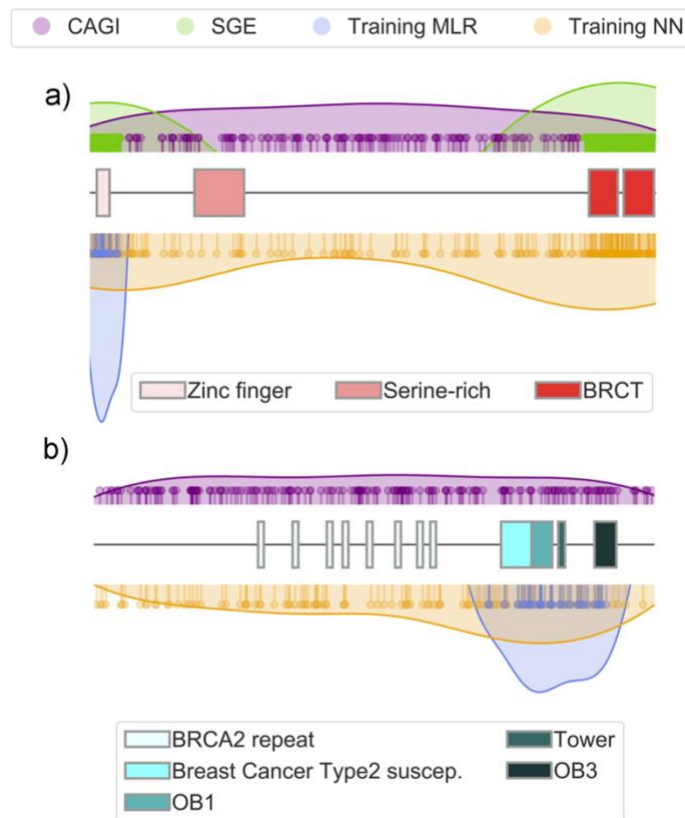 CAGI SGE Training MLR Training NN
a)
Zinc finger Serine-rich BRCT
b)
BRCA2 repeat Tower
Breast Cancer Type2 suscep. OB3
OB1